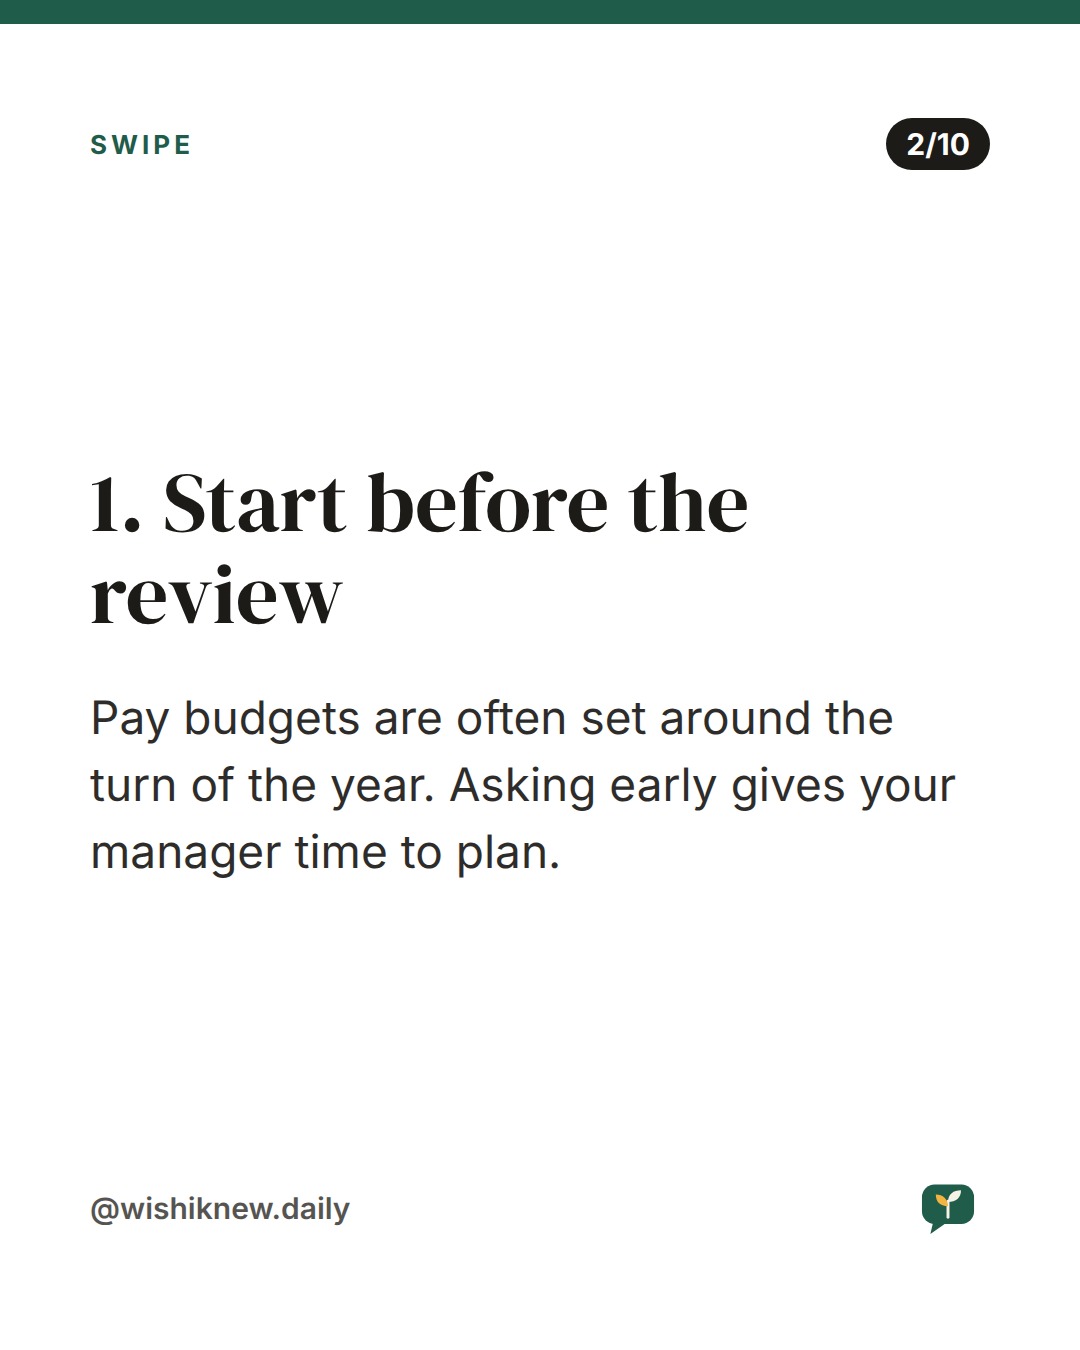 SWIPE
2/10
1. Start before the
review
Pay budgets are often set around the
turn of the year. Asking early gives your
manager time to plan.
@wishiknew.daily